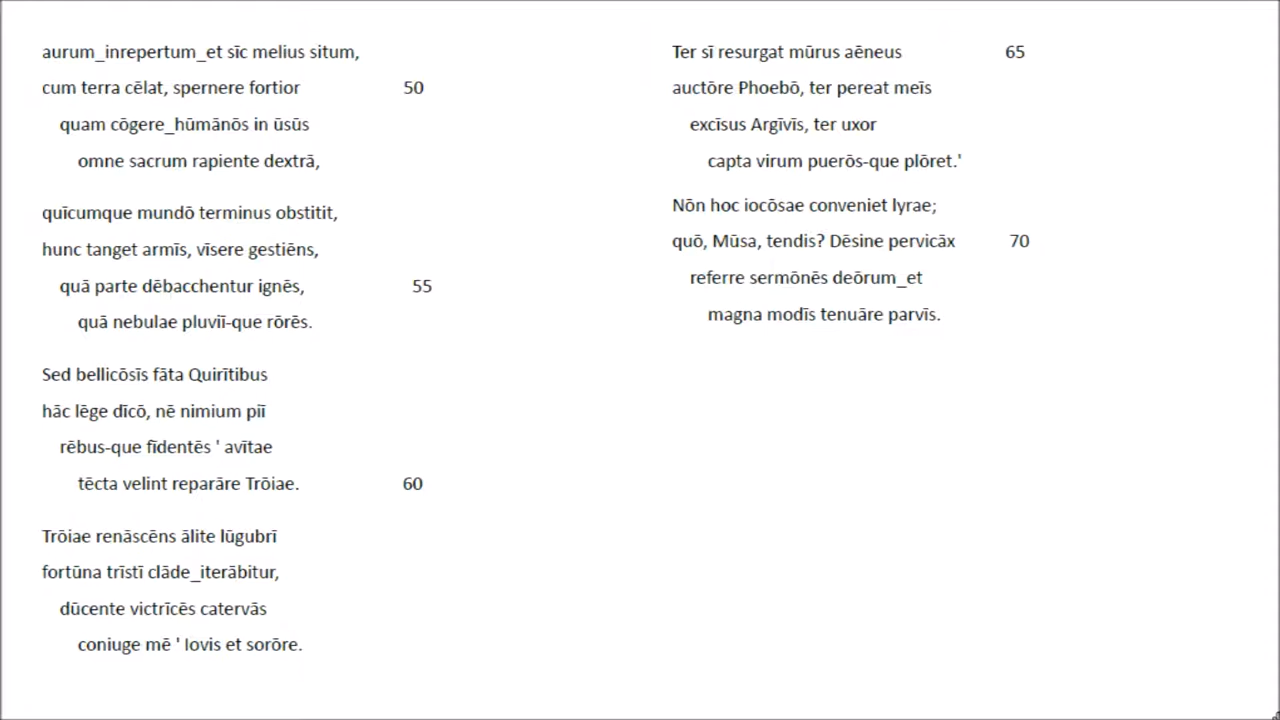 aurum_inrepertum_et sīc melius situm,
cum terra cēlat, spernere fortior 50
quam cōgere_hūmānōs in ūsūs
omne sacrum rapiente dextrā,
quīcumque mundō terminus obstitit,
hunc tanget armīs, vīsere gestiēns,
quā parte dēbacchentur ignēs, 55
quā nebulae pluviī-que rōrēs.
Sed bellicōsīs fāta Quirītibus
hāc lēge dīcō, nē nimium piī
rēbus-que fīdentēs ' avītae
tēcta velint reparāre Trōiae. 60
Trōiae renāscēns ālite lūgubrī
fortūna trīstī clāde_iterābitur,
dūcente victrīcēs catervās
coniuge mē ' Iovis et sorōre.
Ter sī resurgat mūrus aēneus 65
auctōre Phoebō, ter pereat meīs
excīsus Argīvīs, ter uxor
capta virum puerōs-que plōret.'
Nōn hoc iocōsae conveniet lyrae;
quō, Mūsa, tendis? Dēsine pervicāx 70
referre sermōnēs deōrum_et
magna modīs tenuāre parvīs.